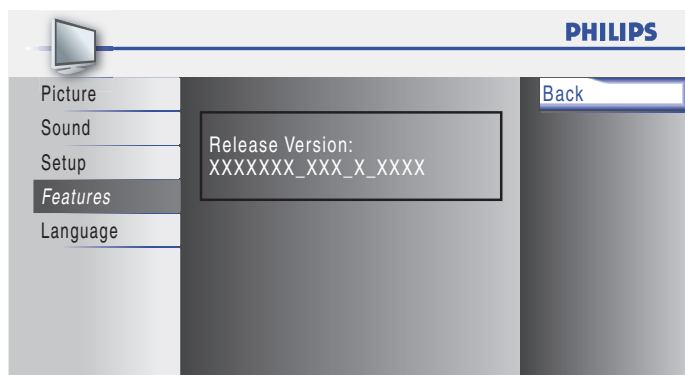 PHILIPS
Picture
Sound
Setup
Features
Language
Release Version:
XXXXXXX_XXX_X_XXXX
Back